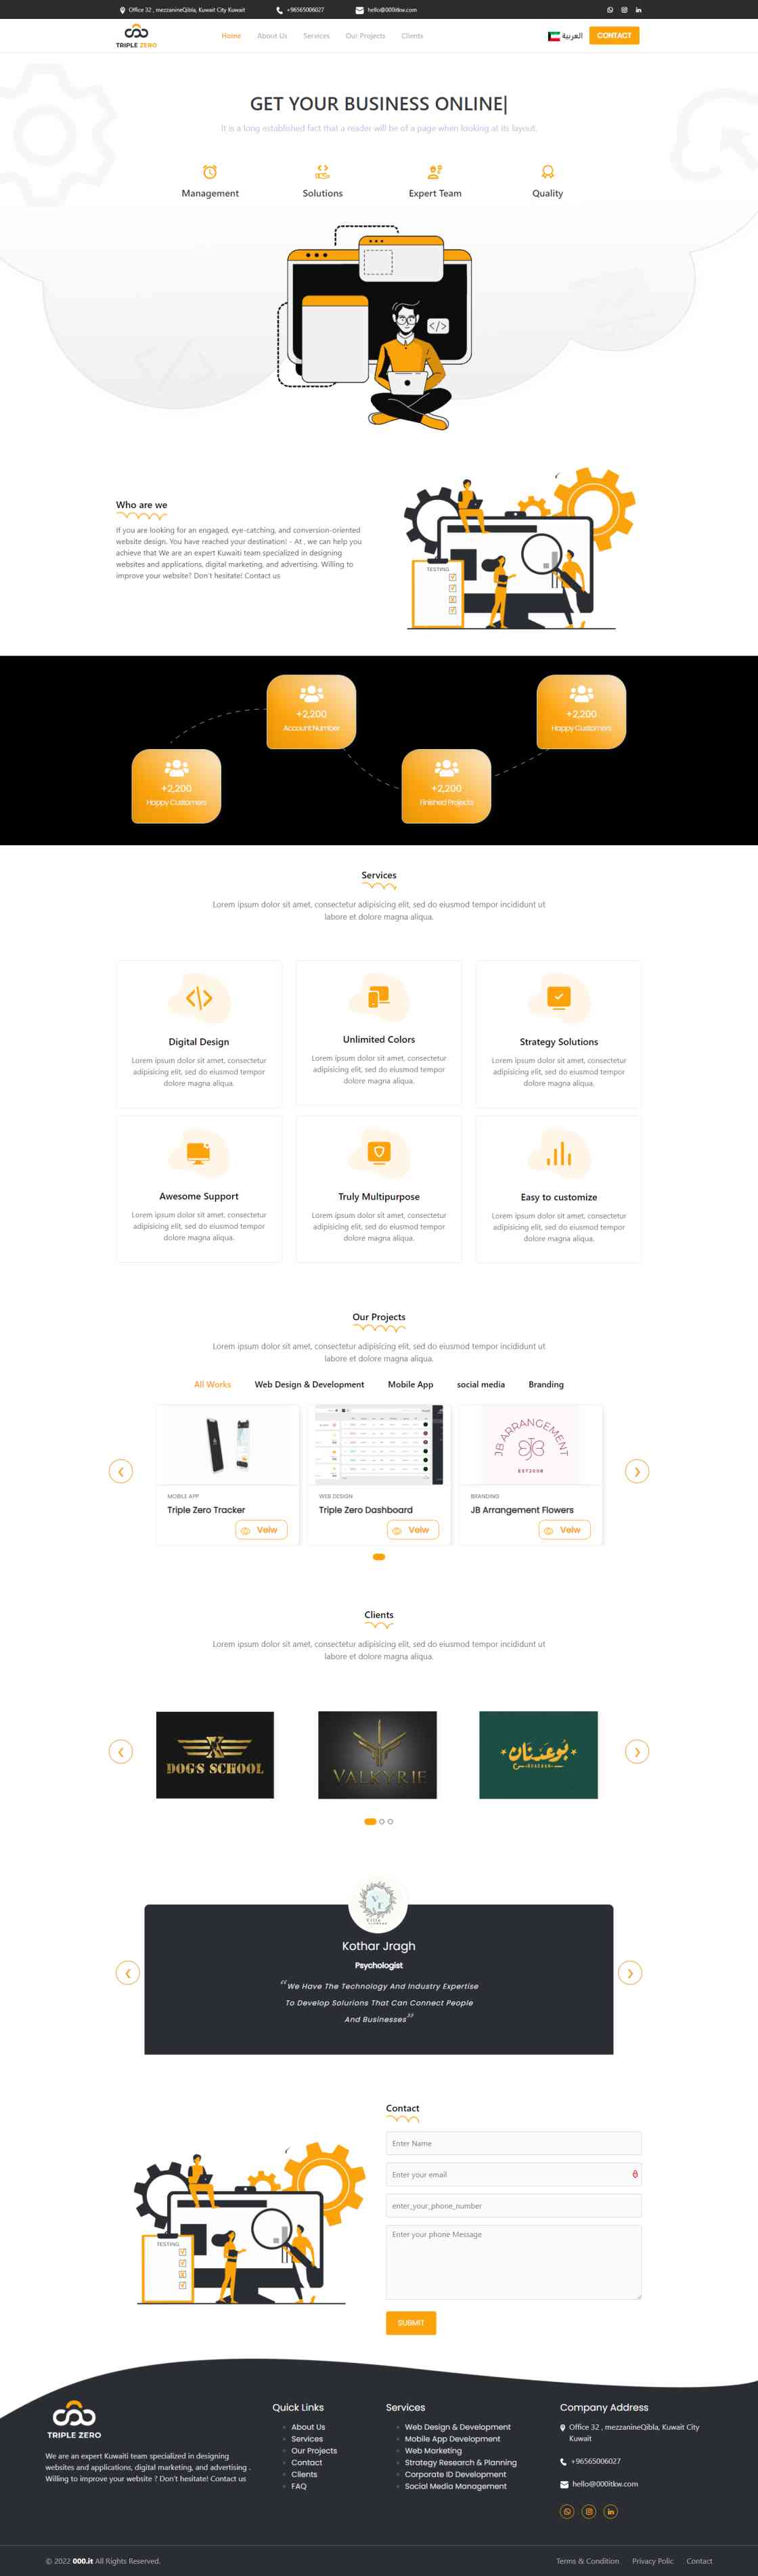 Office 32 , mezzanineQibla, Kuwait City Kuwait
+96565006027
hello@000itkw.com
TRIPLE ZERO
Home
About Us
Services
Our Projects
Clients
العربية
CONTACT
GET YOUR BUSINESS ONLINE|
It is a long established fact that a reader will be of a page when looking at its layout.
Management
Solutions
Expert Team
Quality
</>
Who are we
If you are looking for an engaged, eye-catching, and conversion-oriented
website design. You have reached your destination! - At , we can help you
achieve that We are an expert Kuwaiti team specialized in designing
websites and applications, digital marketing, and advertising. Willing to
improve your website? Don't hesitate! Contact us
TESTING
+2,200
Account Number
+2,200
Happy Customers
+2,200
Happy Customers
+2,200
Finished Projects
Services
Lorem ipsum dolor sit amet, consectetur adipisicing elit, sed do eiusmod tempor incididunt ut
labore et dolore magna aliqua.
Digital Design
Lorem ipsum dolor sit amet, consectetur
adipisicing elit, sed do eiusmod tempor
dolore magna aliqua.
Unlimited Colors
Lorem ipsum dolor sit amet, consectetur
adipisicing elit, sed do eiusmod tempor
dolore magna aliqua.
Strategy Solutions
Lorem ipsum dolor sit amet, consectetur
adipisicing elit, sed do eiusmod tempor
dolore magna aliqua.
Awesome Support
Lorem ipsum dolor sit amet, consectetur
adipisicing elit, sed do eiusmod tempor
dolore magna aliqua.
Truly Multipurpose
Lorem ipsum dolor sit amet, consectetur
adipisicing elit, sed do eiusmod tempor
dolore magna aliqua.
Easy to customize
Lorem ipsum dolor sit amet, consectetur
adipisicing elit, sed do eiusmod tempor
dolore magna aliqua.
Our Projects
Lorem ipsum dolor sit amet, consectetur adipisicing elit, sed do eiusmod tempor incididunt ut
labore et dolore magna aliqua.
All Works
Web Design & Development
Mobile App
social media
Branding
JB ARRANGEMENT
EST2008
MOBILE APP
Triple Zero Tracker
Velw
WEB DESIGN
Triple Zero Dashboard
Velw
BRANDING
JB Arrangement Flowers
Velw
Clients
Lorem ipsum dolor sit amet, consectetur adipisicing elit, sed do eiusmod tempor incididunt ut
labore et dolore magna aliqua.
DOGS SCHOOL
VALKYRIE
بوعدنان
Kothar Jragh
Psychologist
“We Have The Technology And Industry Expertise
To Develop Solurions That Can Connect People
And Businesses”
TESTING
Contact
Enter Name
Enter your email
enter_your_phone_number
Enter your phone Message
SUBMIT
TRIPLE ZERO
We are an expert Kuwaiti team specialized in designing
websites and applications, digital marketing, and advertising .
Willing to improve your website ? Don't hesitate! Contact us
Quick Links
About Us
Services
Our Projects
Contact
Clients
FAQ
Services
Web Design & Development
Mobile App Development
Web Marketing
Strategy Research & Planning
Corporate ID Development
Social Media Management
Company Address
Office 32 , mezzanineQibla, Kuwait City
Kuwait
+96565006027
hello@000itkw.com
© 2022 000.it All Rights Reserved.
Terms & Condition
Privacy Polic
Contact